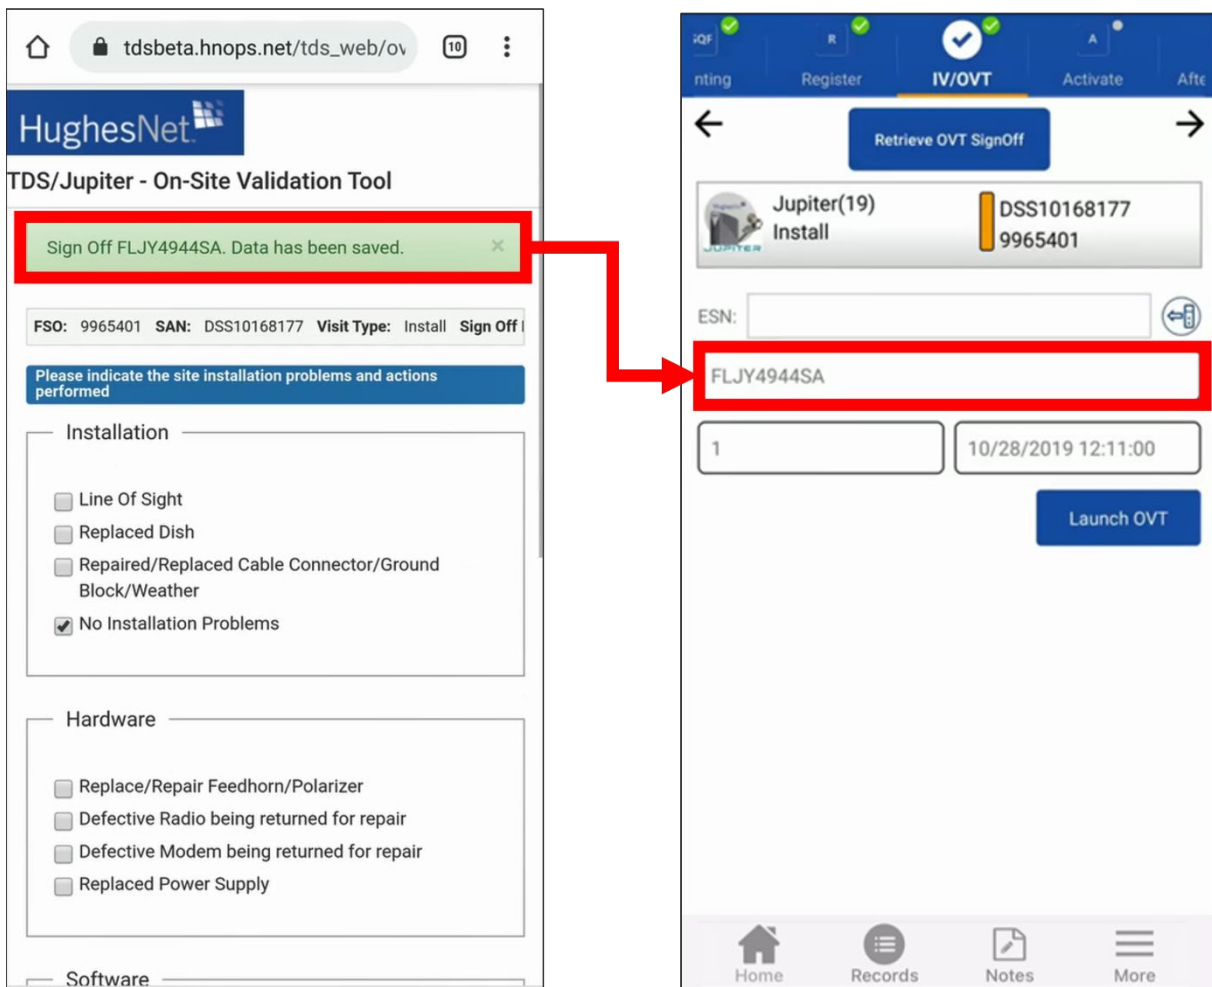 tdsbeta.hnops.net/tds_web/ov
10
HughesNet.
TDS/Jupiter - On-Site Validation Tool
Sign Off FLJY4944SA. Data has been saved. ×
FSO: 9965401 SAN: DSS10168177 Visit Type: Install Sign Off
Please indicate the site installation problems and actions
performed
Installation
Line Of Sight
Replaced Dish
Repaired/Replaced Cable Connector/Ground
Block/Weather
No Installation Problems
Hardware
Replace/Repair Feedhorn/Polarizer
Defective Radio being returned for repair
Defective Modem being returned for repair
Replaced Power Supply
Software
SQF
R
A
nting
Register
IV/OVT
Activate
Afte
Retrieve OVT SignOff
Jupiter(19)
Install
JUPITER
DSS10168177
9965401
ESN:
FLJY4944SA
1
10/28/2019 12:11:00
Launch OVT
Home
Records
Notes
More